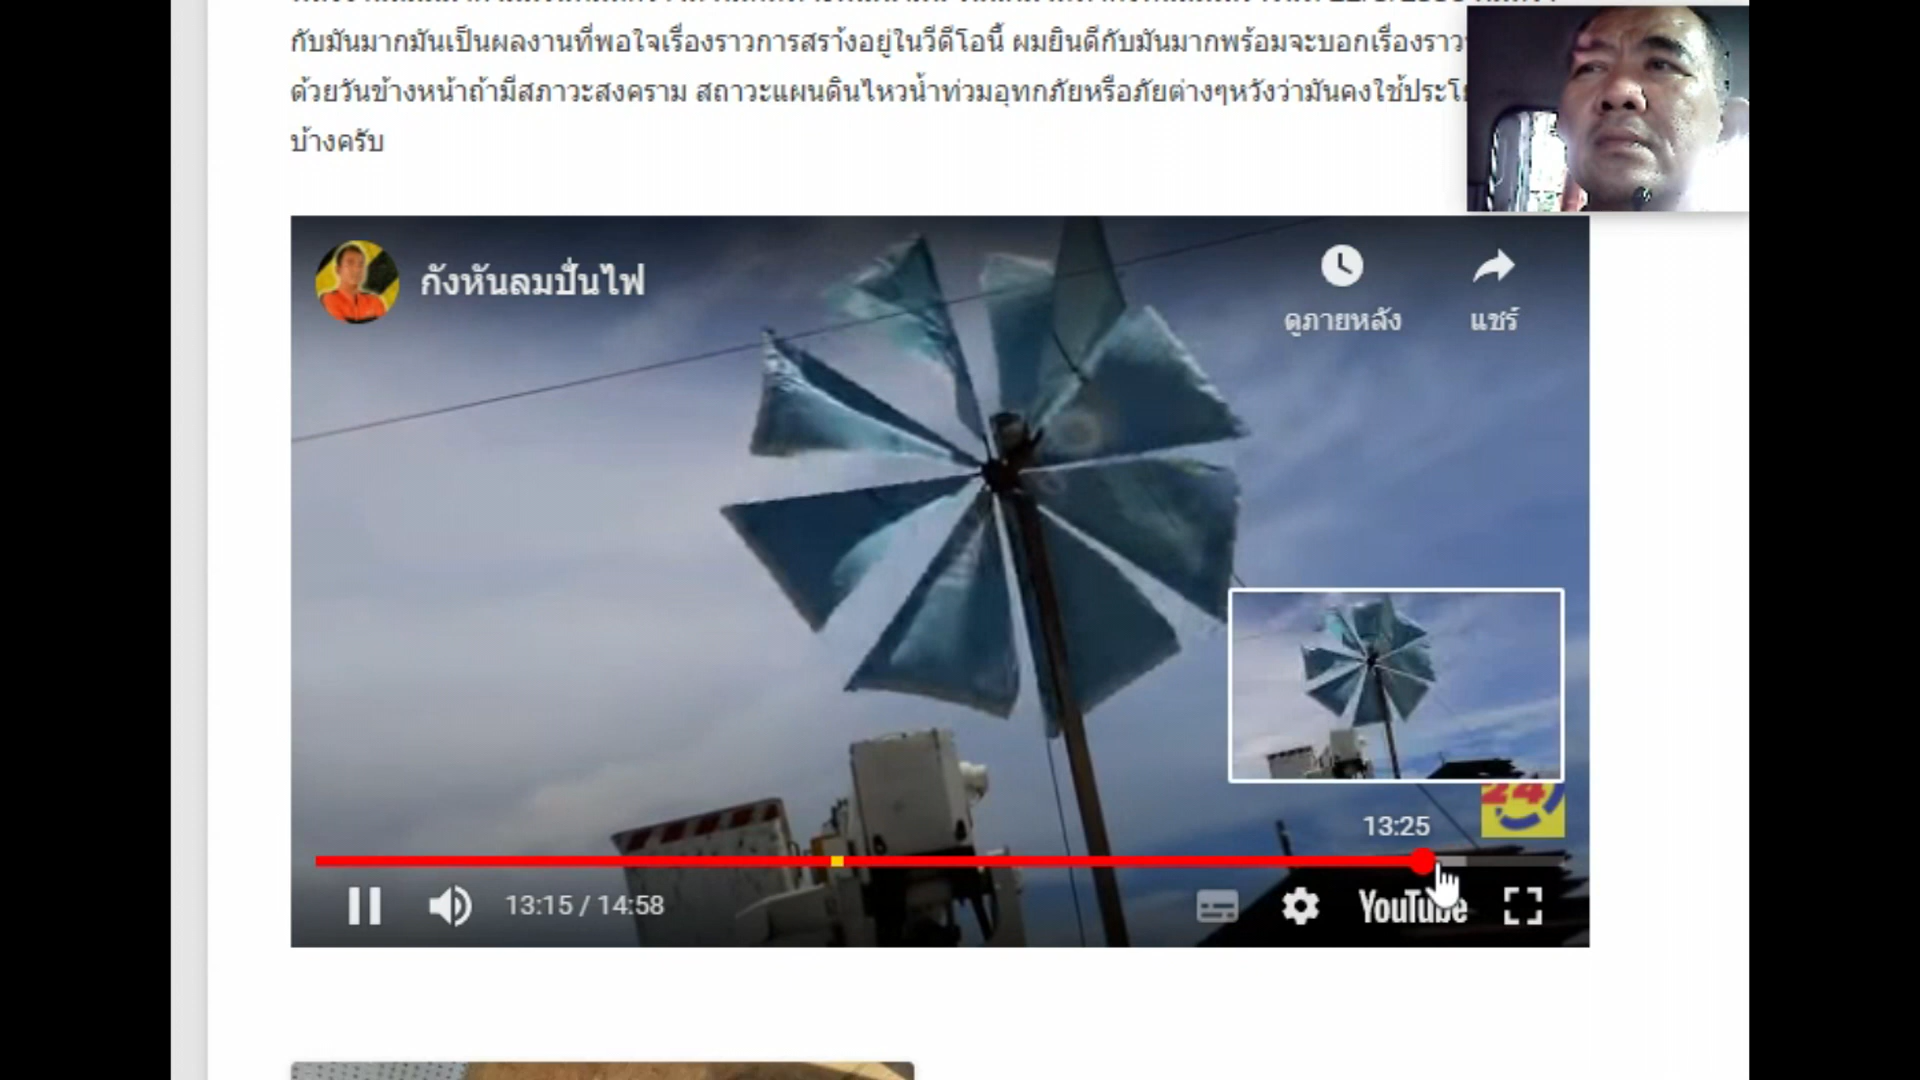 กับมันมากมันเป็นผลงานที่พอใจเรื่องราวการสร้างอยู่ในวีดีโอนี้ ผมยินดีกับมันมากพร้อมจะบอกเรื่องราว
ด้วยวันข้างหน้าถ้ามีสภาวะสงคราม สถาวะแผนดินไหวน้ำท่วมอุทกภัยหรือภัยต่างๆหวังว่ามันคงใช้
บ้างครับ
กังหันลมปั่นไฟ
ดูภายหลัง
แชร์
24
13:25
13:15 / 14:58
YouTube